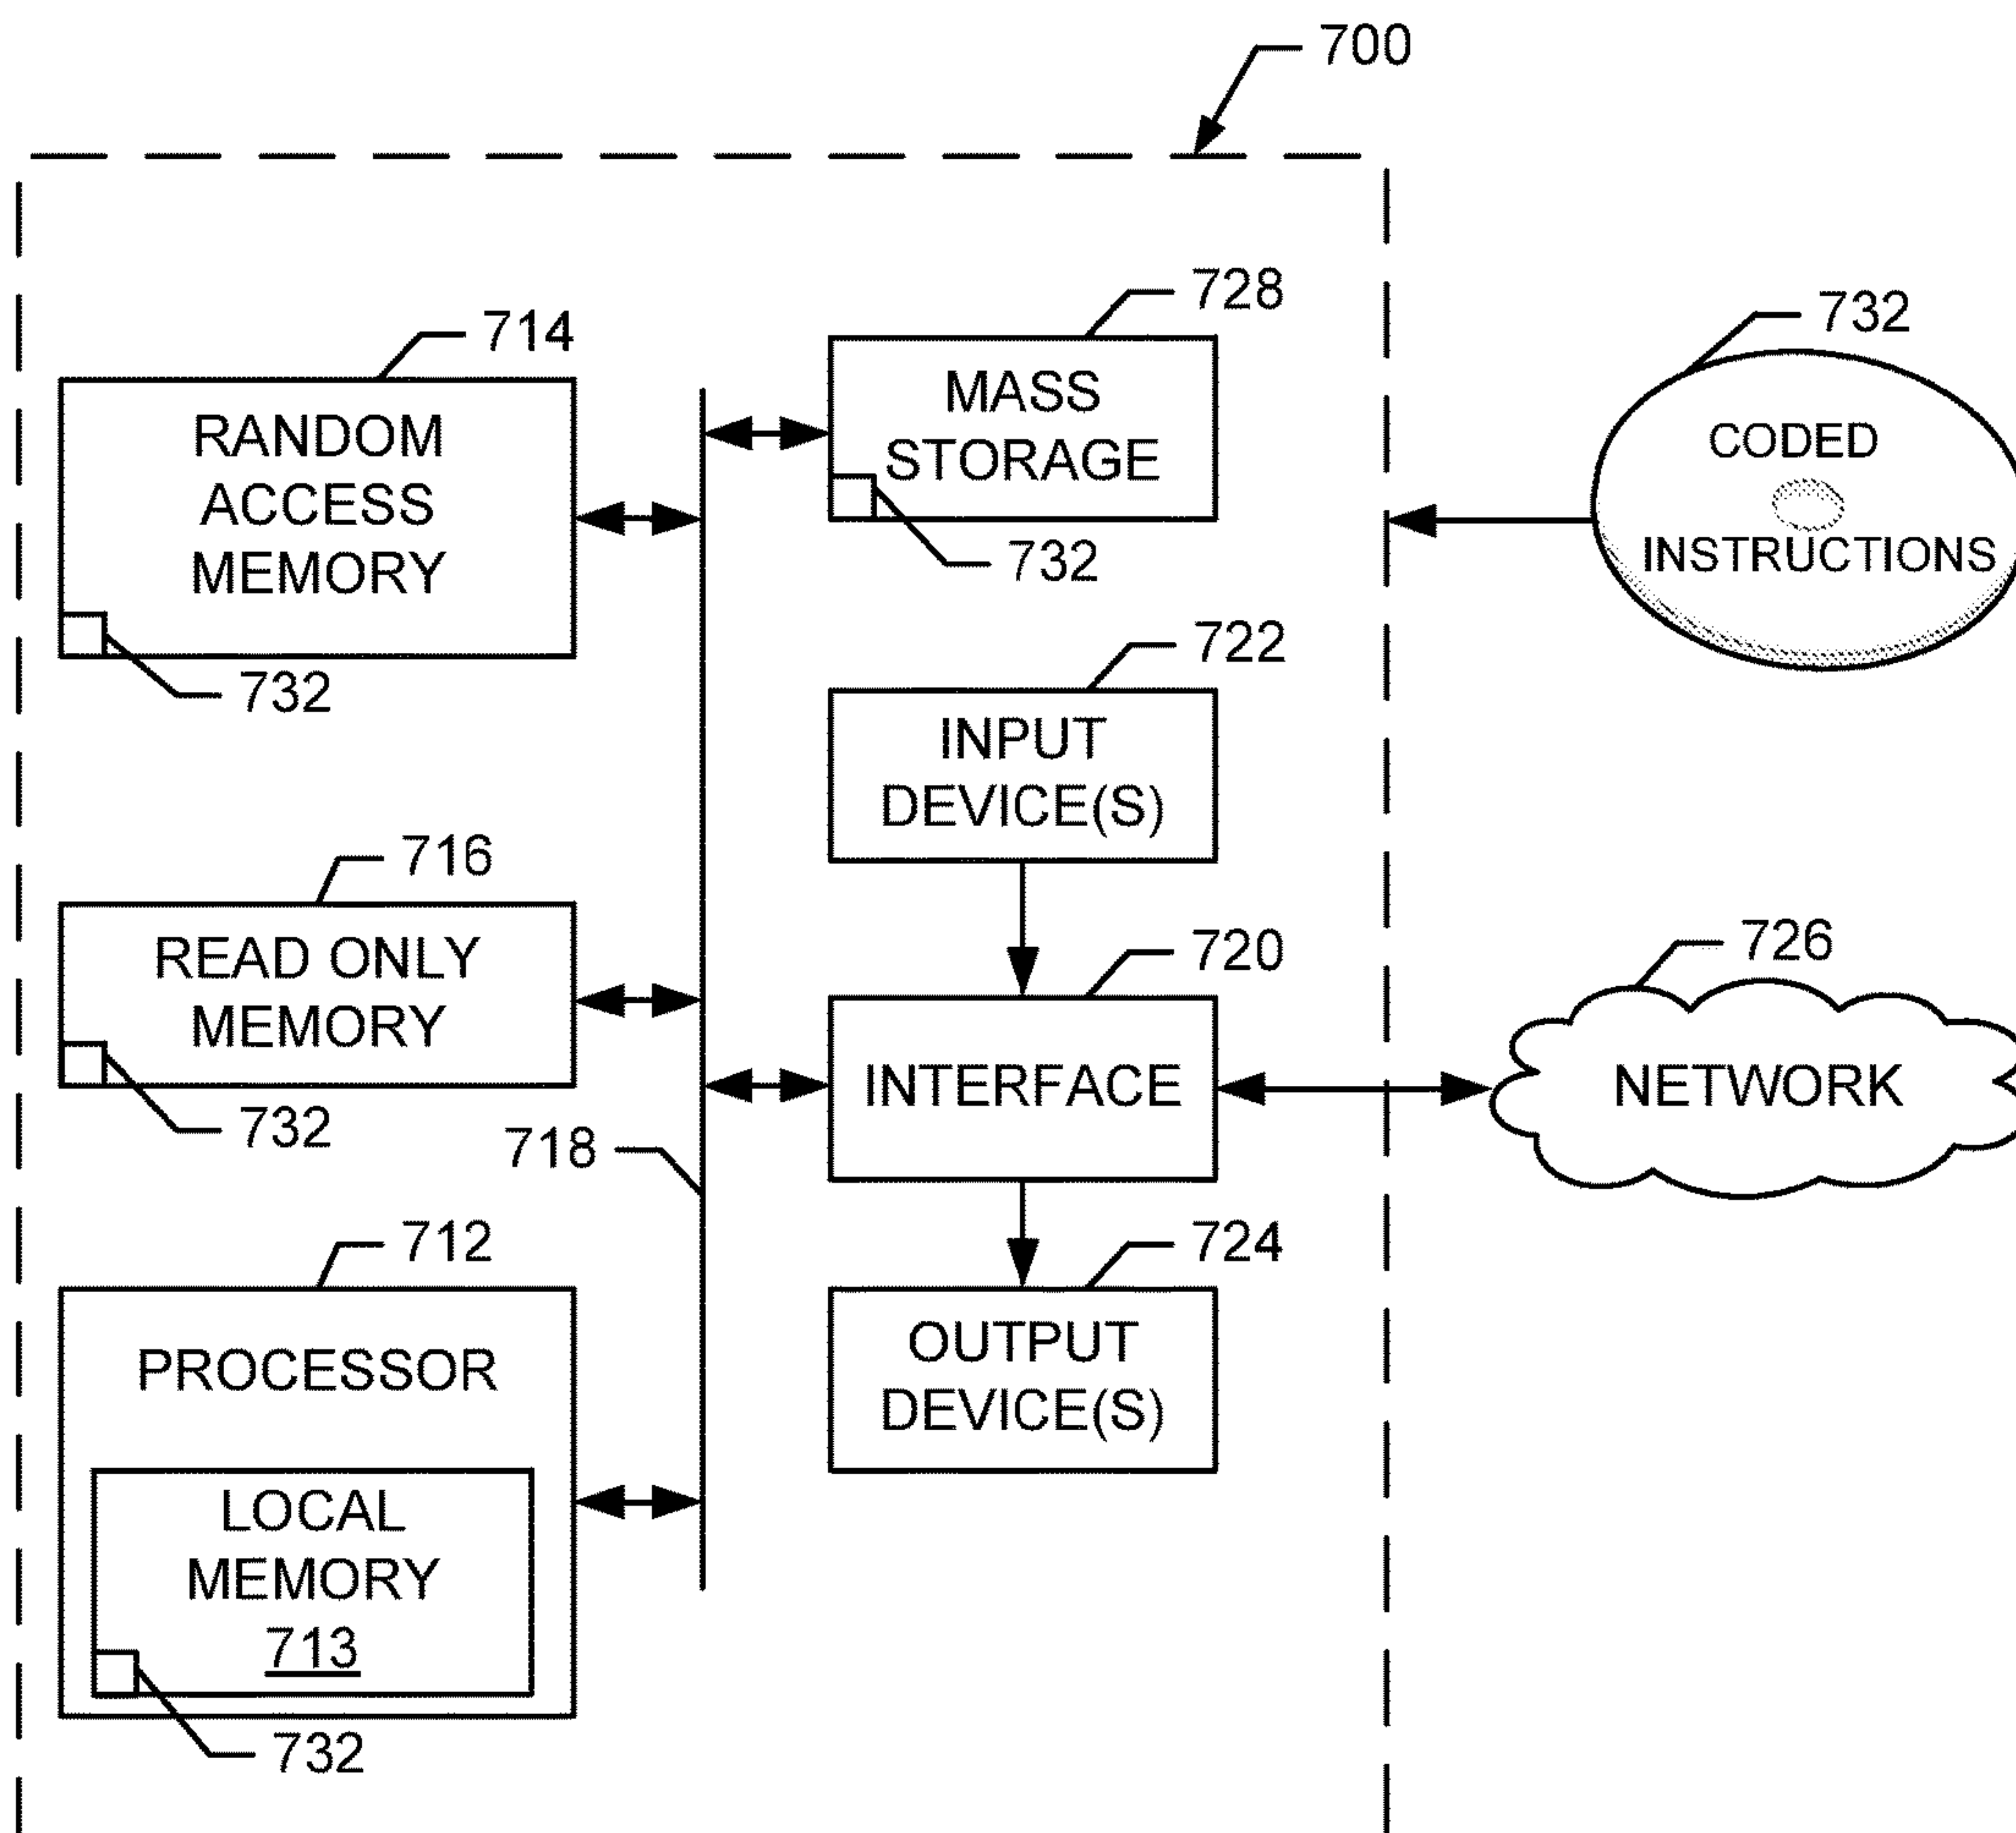 700
714
RANDOM
ACCESS
MEMORY
732
728
MASS
STORAGE
732
732
CODED
INSTRUCTIONS
722
INPUT
DEVICE(S)
716
READ ONLY
MEMORY
732
718
720
INTERFACE
726
NETWORK
712
PROCESSOR
LOCAL
MEMORY
713
732
724
OUTPUT
DEVICE(S)